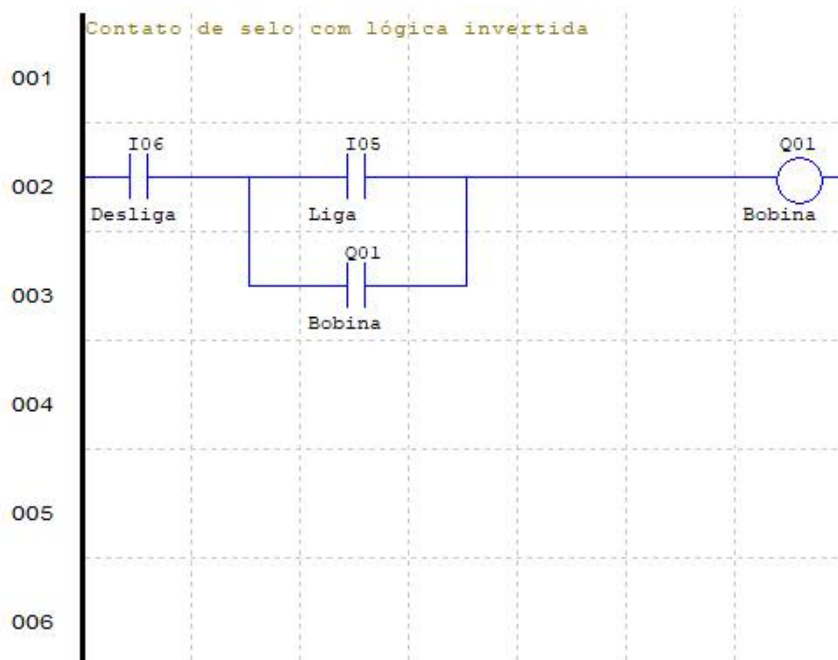 Contato de selo com lógica invertida
001
I06 I05 Q01
002
Desliga Liga Bobina
Q01
003
Bobina
004
005
006